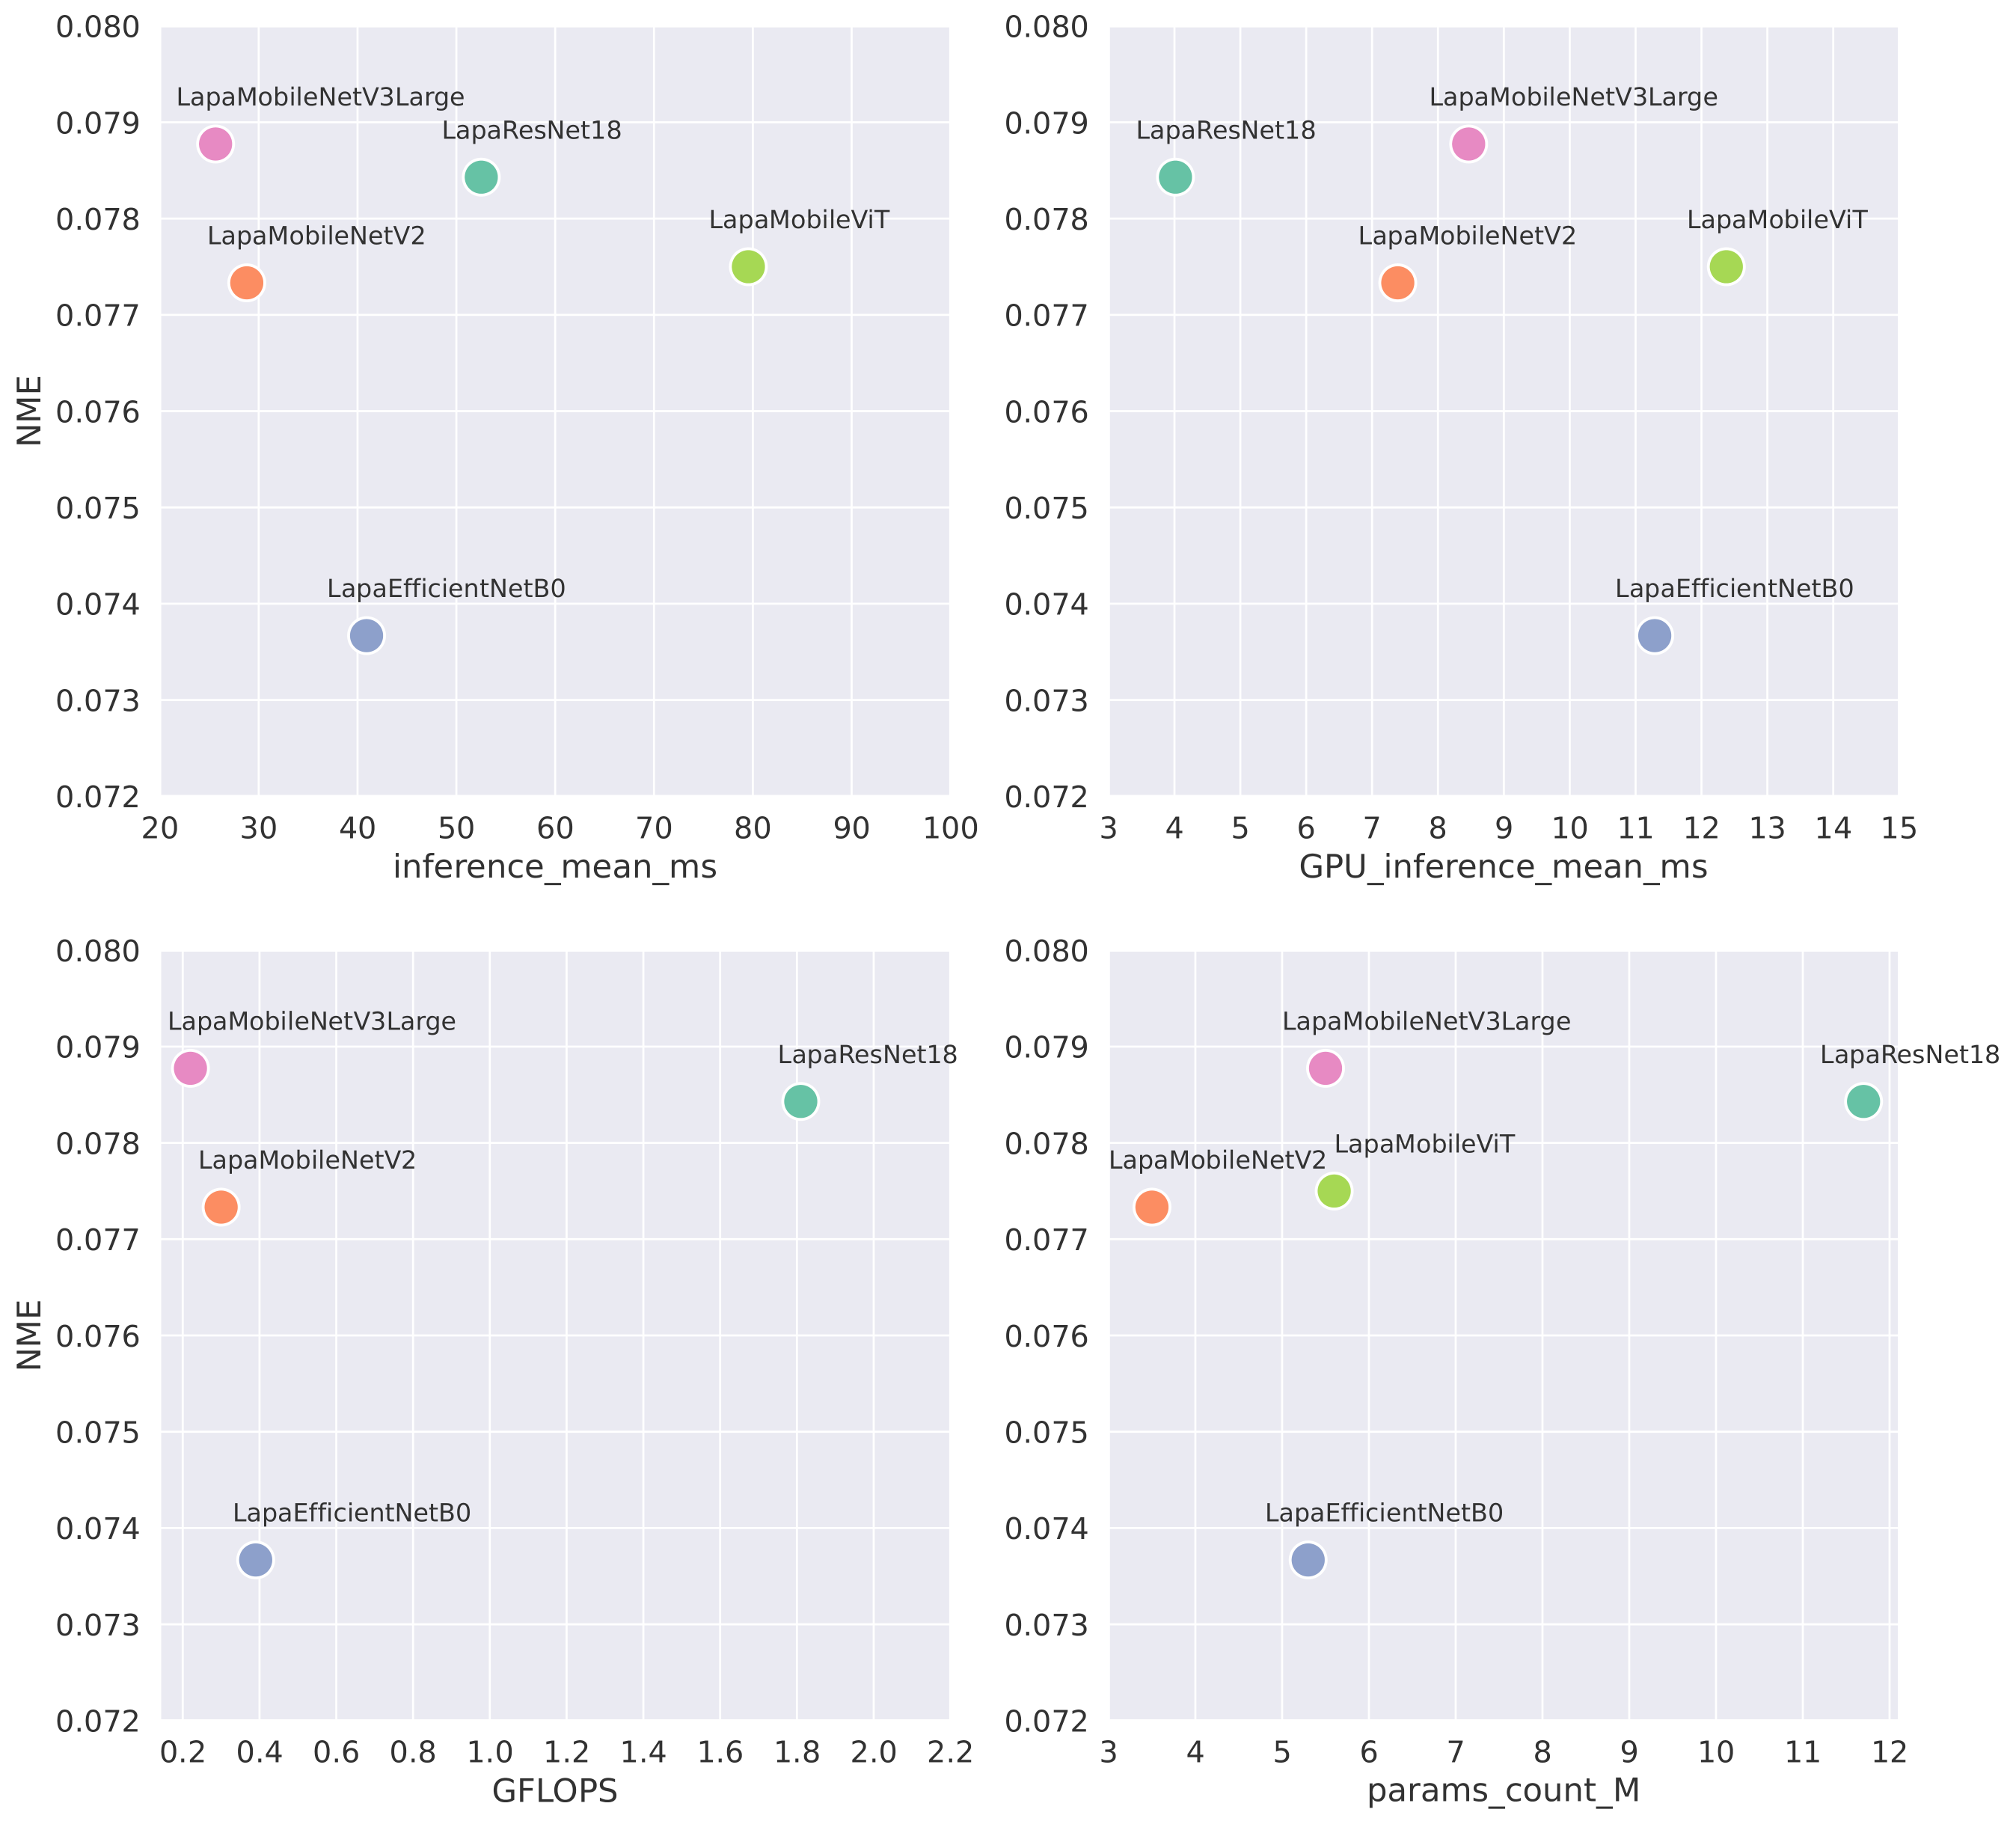 0.080
0.079
0.078
0.077
0.076
0.075
0.074
0.073
0.072
NME
LapaMobileNetV3Large
LapaResNet18
LapaMobileViT
LapaMobileNetV2
LapaEfficientNetB0
20 30 40 50 60 70 80 90 100
inference_mean_ms
0.080
0.079
0.078
0.077
0.076
0.075
0.074
0.073
0.072
LapaMobileNetV3Large
LapaResNet18
LapaMobileViT
LapaMobileNetV2
LapaEfficientNetB0
3 4 5 6 7 8 9 10 11 12 13 14 15
GPU_inference_mean_ms
0.080
0.079
0.078
0.077
0.076
0.075
0.074
0.073
0.072
NME
LapaMobileNetV3Large
LapaResNet18
LapaMobileNetV2
LapaEfficientNetB0
0.2 0.4 0.6 0.8 1.0 1.2 1.4 1.6 1.8 2.0 2.2
GFLOPS
0.080
0.079
0.078
0.077
0.076
0.075
0.074
0.073
0.072
LapaMobileNetV3Large
LapaResNet18
LapaMobileViT
LapaMobileNetV2
LapaEfficientNetB0
3 4 5 6 7 8 9 10 11 12
params_count_M